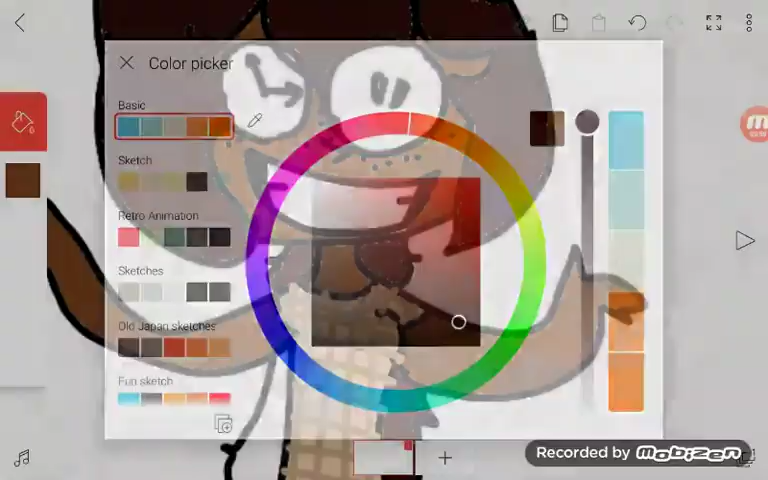 Color picker
Basic
Sketch
Retro Animation
Sketches
Old Japan sketches
Fun sketch
Recorded by mobizen